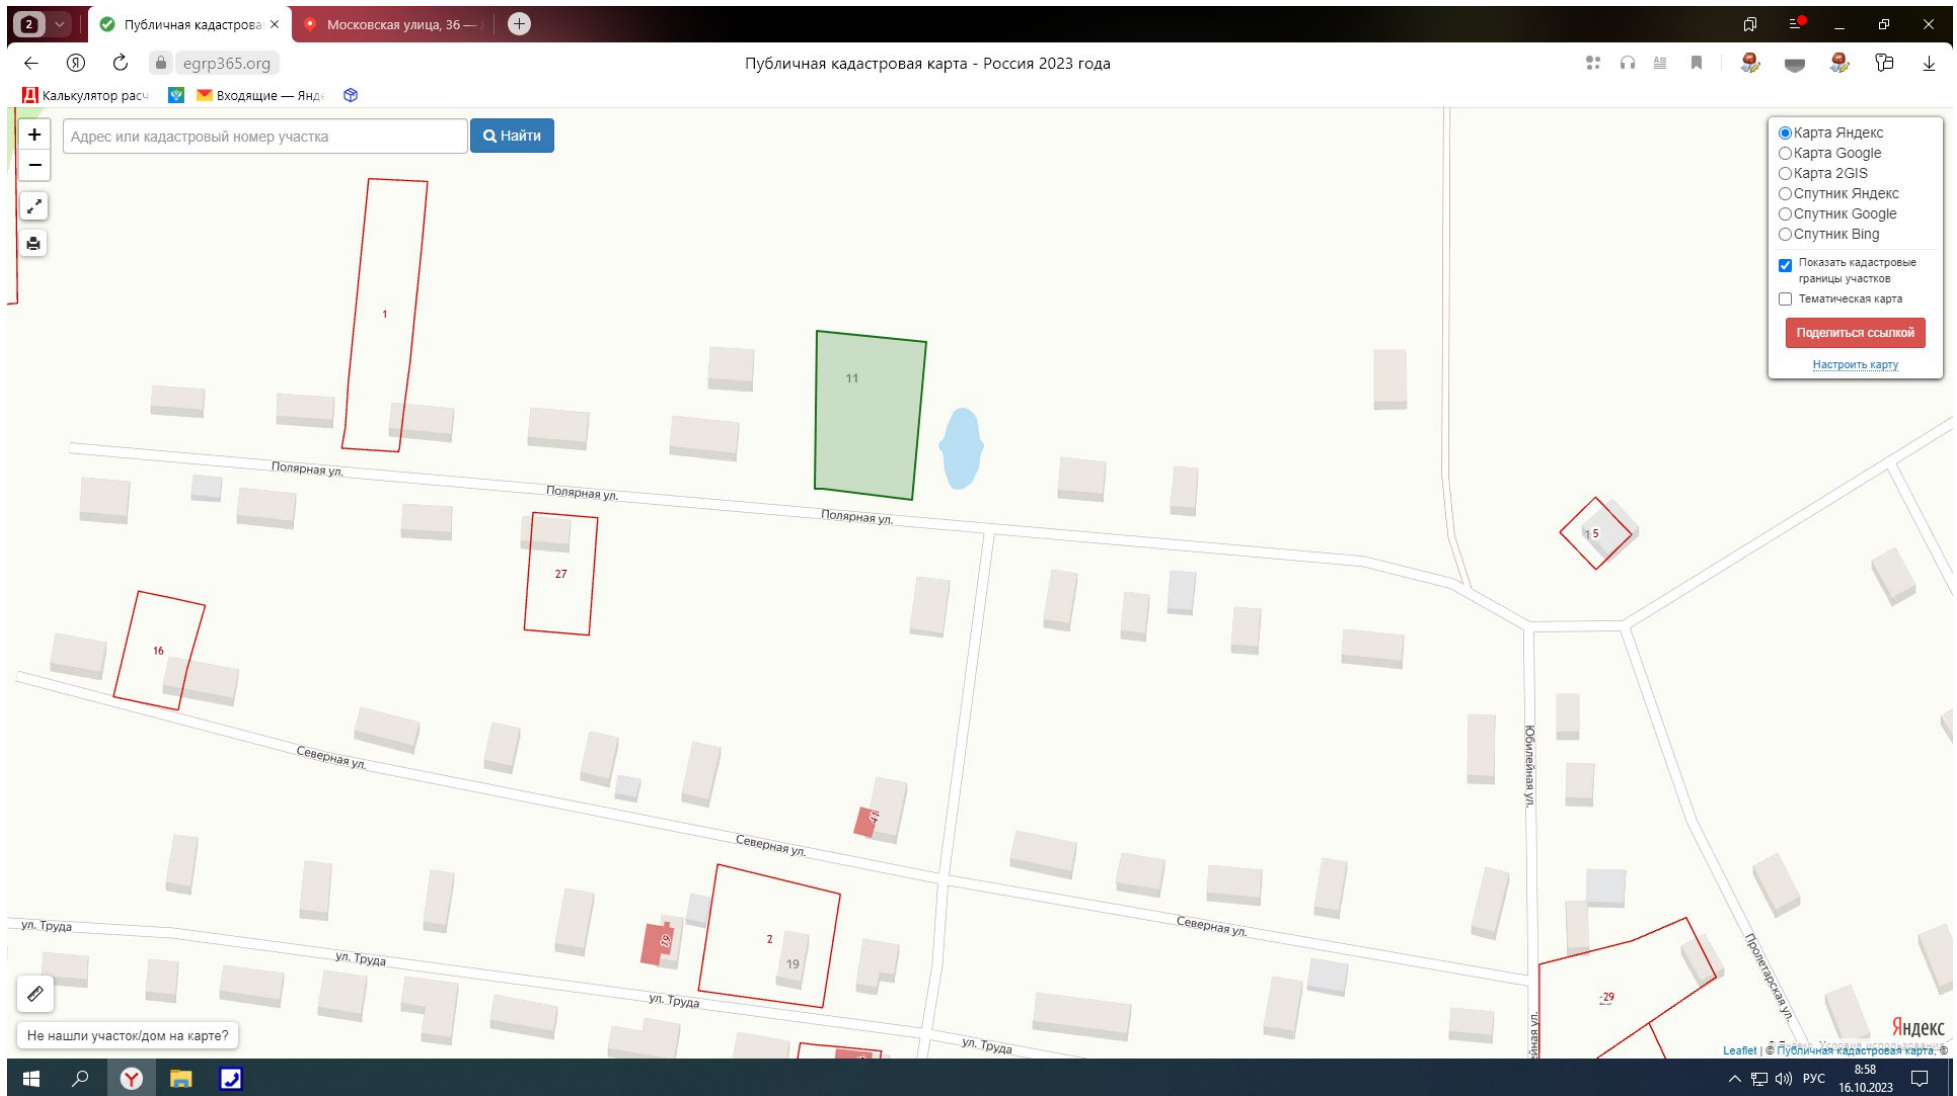 2
Публичная кадастрова
Московская улица, 36 —
egrp365.org
Публичная кадастровая карта - Россия 2023 года
Калькулятор расч
Входящие — Янд
+
Адрес или кадастровый номер участка
Найти
−
Карта Яндекс
Карта Google
Карта 2GIS
Спутник Яндекс
Спутник Google
Спутник Bing
Показать кадастровые
границы участков
Тематическая карта
Поделиться ссылкой
Настроить карту
1
11
Полярная ул.
Полярная ул.
Полярная ул.
5
27
16
Северная ул.
Юбилейная ул.
Северная ул.
Северная ул.
ул. Труда
ул. Труда
2
19
ул. Труда
ул. Труда
Пролетарская ул.
29
Не нашли участок/дом на карте?
Яндекс
Leaflet | © Публичная кадастровая карта, ©
8:58
РУС
16.10.2023